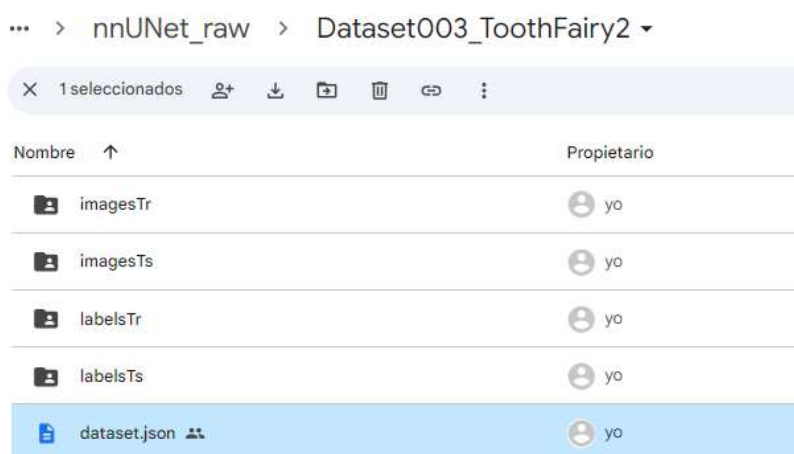 nnUNet_raw > Dataset003_ToothFairy2
1 seleccionados
Nombre Propietario
imagesTr yo
imagesTs yo
labelsTr yo
labelsTs yo
dataset.json yo